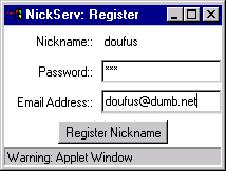 NickServ: Register
Nickname:: doufus
Password:: ***
Email Address:: doufus@dumb.net
Register Nickname
Warning: Applet Window